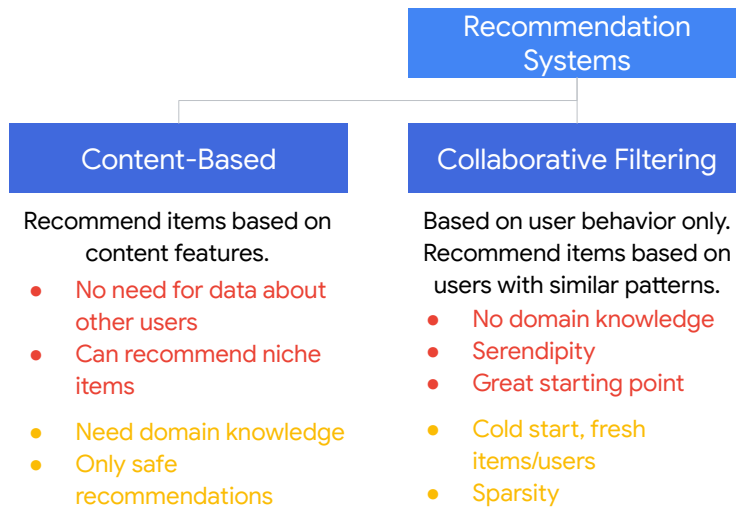 Recommendation
Systems
Content-Based
Recommend items based on
content features.
● No need for data about
other users
● Can recommend niche
items
● Need domain knowledge
● Only safe
recommendations
Collaborative Filtering
Based on user behavior only.
Recommend items based on
users with similar patterns.
● No domain knowledge
● Serendipity
● Great starting point
● Cold start, fresh
items/users
● Sparsity